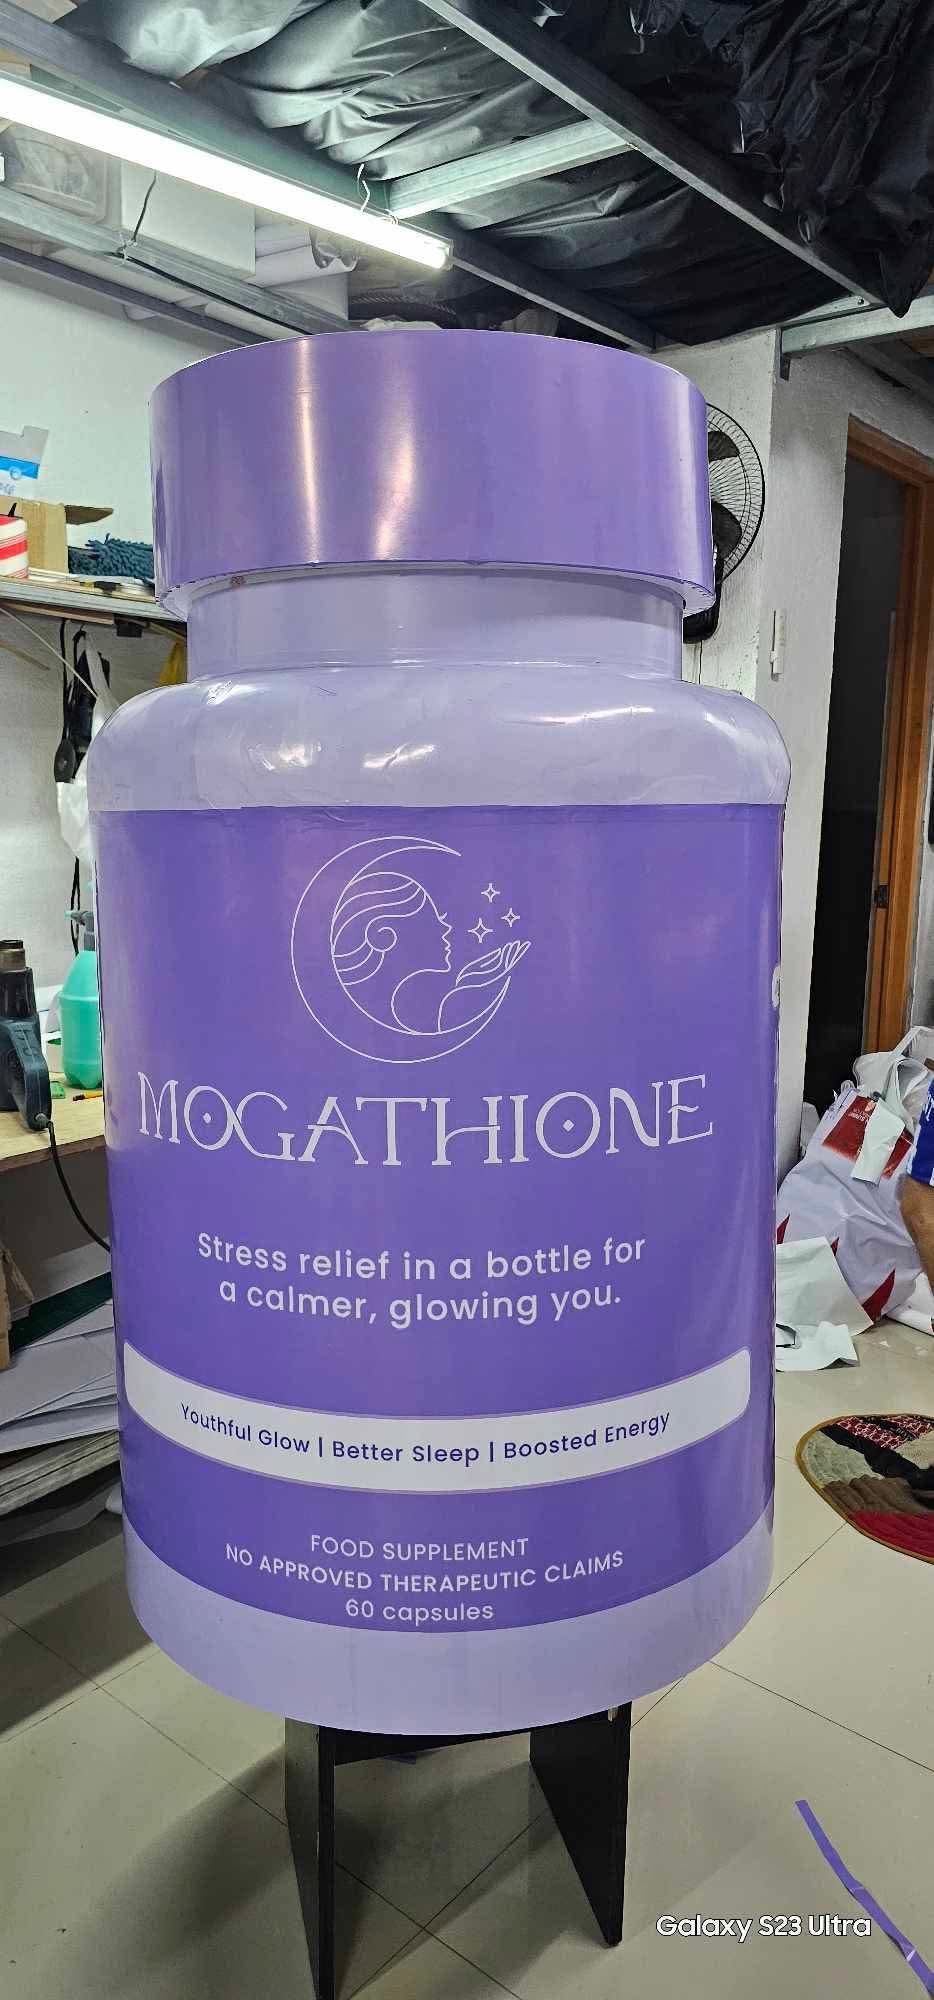 MOGATHIONE
Stress relief in a bottle for
a calmer, glowing you.
Youthful Glow | Better Sleep | Boosted Energy
FOOD SUPPLEMENT
NO APPROVED THERAPEUTIC CLAIMS
60 capsules
Galaxy S23 Ultra